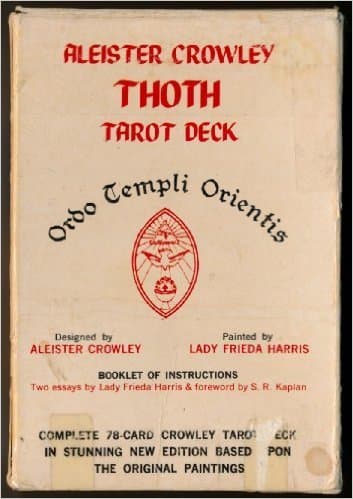 ALEISTER CROWLEY
THOTH
TAROT DECK
Ordo Templi Orientis
Designed by
ALEISTER CROWLEY
Painted by
LADY FRIEDA HARRIS
BOOKLET OF INSTRUCTIONS
Two essays by Lady Frieda Harris & foreword by S. R. Kaplan
COMPLETE 78-CARD CROWLEY TAROT ECK
IN STUNNING NEW EDITION BASED PON
THE ORIGINAL PAINTINGS